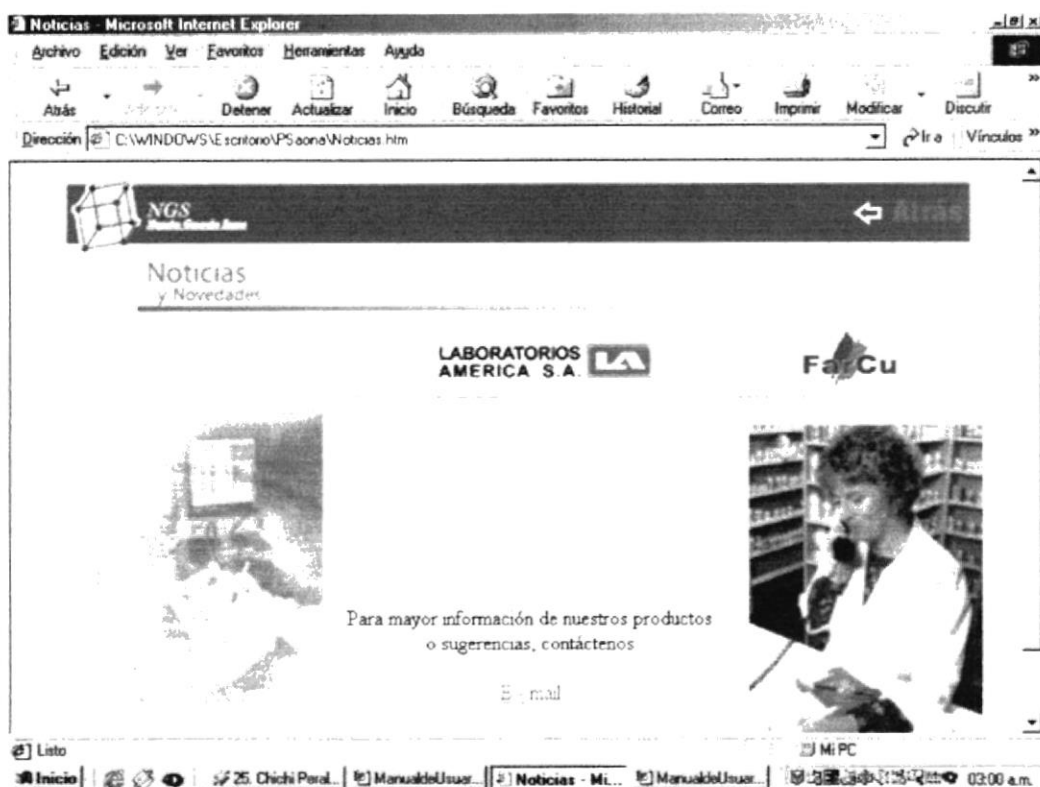 Noticias - Microsoft Internet Explorer
Archivo Edición Ver Favoritos Herramientas Ayuda
Atrás Detener Actualizar Inicio Búsqueda Favoritos Historial Correo Imprimir Modificar Discutir »
Dirección C:\WINDOWS\Escritorio\PSaona\Noticias.htm Ir a Vínculos »
NGS
Atrás
Noticias
y Novedades
LABORATORIOS
AMERICA S.A. LA
FarCu
Para mayor información de nuestros productos
o sugerencias, contáctenos
E-mail
Listo Mi PC
Inicio 25. Chichi Peral... ManualdeUsuar... Noticias - Mi... ManualdeUsuar... 03:00 a.m.